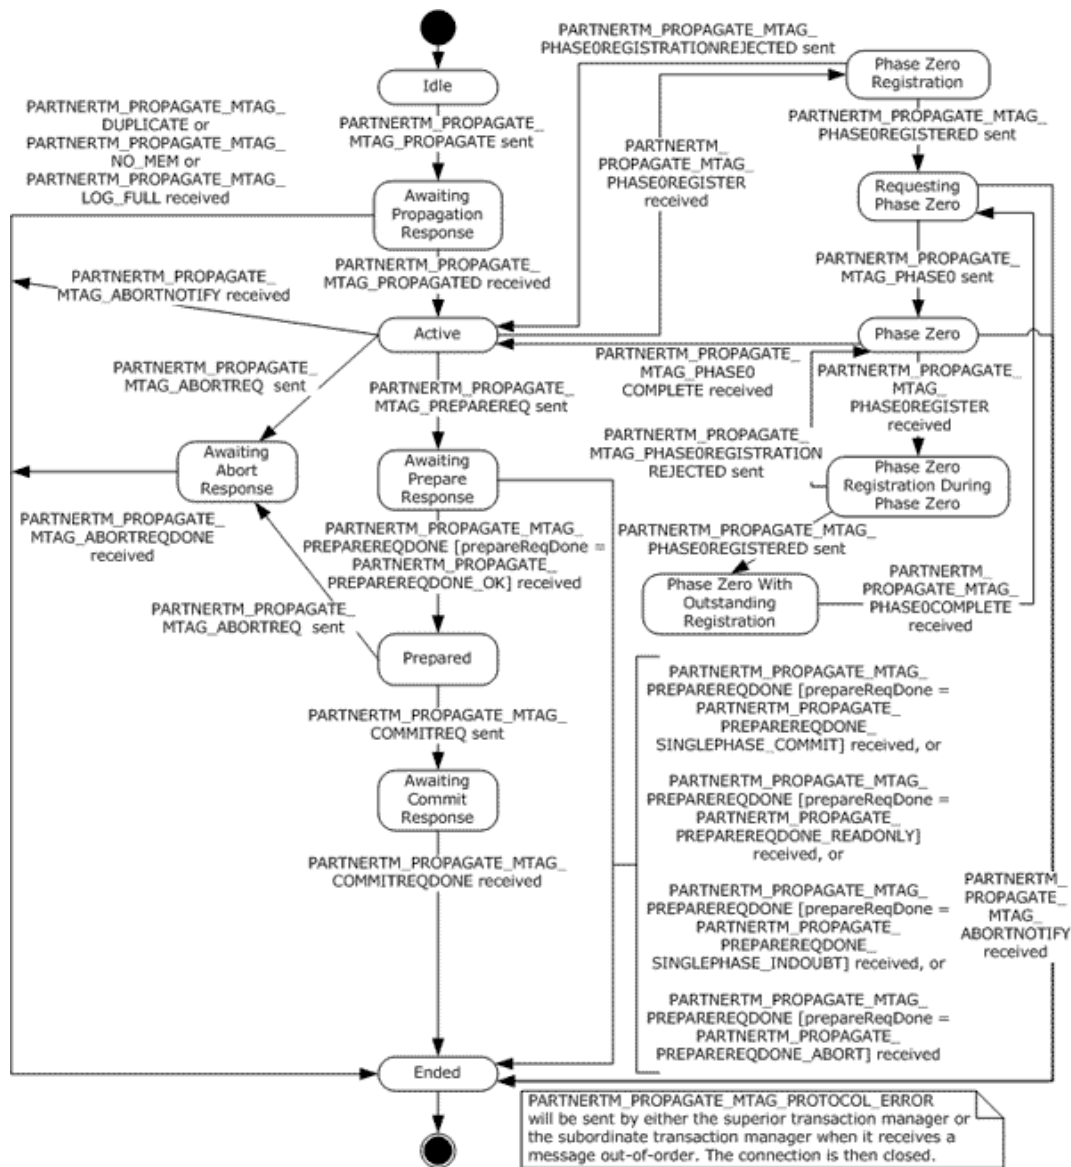 PARTNERTM_PROPAGATE_MTAG_
PHASE0REGISTRATIONREJECTED sent
Phase Zero
Registration
Idle
PARTNERTM_PROPAGATE_MTAG_
DUPLICATE or
PARTNERTM_PROPAGATE_MTAG_
NO_MEM or
PARTNERTM_PROPAGATE_MTAG_
LOG_FULL received
PARTNERTM_PROPAGATE_
MTAG_PROPAGATE sent
PARTNERTM_
PROPAGATE_MTAG_
PHASE0REGISTER
received
PARTNERTM_PROPAGATE_MTAG_
PHASE0REGISTERED sent
Awaiting
Propagation
Response
Requesting
Phase Zero
PARTNERTM_PROPAGATE_
MTAG_PROPAGATED received
PARTNERTM_PROPAGATE_
MTAG_PHASE0 sent
PARTNERTM_PROPAGATE_
MTAG_ABORTNOTIFY received
Active
Phase Zero
PARTNERTM_PROPAGATE_
MTAG_ABORTREQ sent
PARTNERTM_PROPAGATE_
MTAG_PREPAREREQ sent
PARTNERTM_PROPAGATE_
MTAG_PHASE0
COMPLETE received
PARTNERTM_PROPAGATE_
MTAG_
PHASE0REGISTER
received
PARTNERTM_PROPAGATE_
MTAG_PHASE0REGISTRATION
REJECTED sent
Awaiting
Abort
Response
Awaiting
Prepare
Response
Phase Zero
Registration During
Phase Zero
PARTNERTM_PROPAGATE_
MTAG_ABORTREQDONE
received
PARTNERTM_PROPAGATE_MTAG_
PREPAREREQDONE [prepareReqDone =
PARTNERTM_PROPAGATE_
PREPAREREQDONE_OK] received
PARTNERTM_PROPAGATE_MTAG_
PHASE0REGISTERED sent
Phase Zero With
Outstanding
Registration
PARTNERTM_
PROPAGATE_MTAG_
PHASE0COMPLETE
received
PARTNERTM_PROPAGATE_
MTAG_ABORTREQ sent
Prepared
PARTNERTM_PROPAGATE_MTAG_
COMMITREQ sent
Awaiting
Commit
Response
PARTNERTM_PROPAGATE_MTAG_
COMMITREQDONE received
PARTNERTM_PROPAGATE_MTAG_
PREPAREREQDONE [prepareReqDone =
PARTNERTM_PROPAGATE_
PREPAREREQDONE_
SINGLEPHASE_COMMIT] received, or
PARTNERTM_PROPAGATE_MTAG_
PREPAREREQDONE [prepareReqDone =
PARTNERTM_PROPAGATE_
PREPAREREQDONE_READONLY]
received, or
PARTNERTM_PROPAGATE_MTAG_
PREPAREREQDONE [prepareReqDone =
PARTNERTM_PROPAGATE_
PREPAREREQDONE_
SINGLEPHASE_INDOUBT] received, or
PARTNERTM_PROPAGATE_MTAG_
PREPAREREQDONE [prepareReqDone =
PARTNERTM_PROPAGATE_
PREPAREREQDONE_ABORT] received
PARTNERTM_
PROPAGATE_
MTAG_
ABORTNOTIFY
received
Ended
PARTNERTM_PROPAGATE_MTAG_PROTOCOL_ERROR
will be sent by either the superior transaction manager or
the subordinate transaction manager when it receives a
message out-of-order. The connection is then closed.